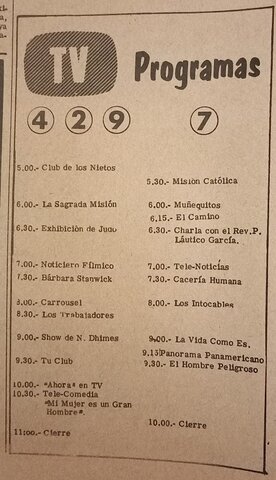 TV
Programas
4 2 9
5.00.- Club de los Nietos
6.00.- La Sagrada Misión
6.30.- Exhibición de Judo
7.00.- Noticiero Fílmico
7.30.- Bárbara Stanwick
8.00.- Carrousel
8.30.- Los Trabajadores
9.00.- Show de N. Dhimes
9.30.- Tu Club
10.00.- "Ahora" en TV
10.30.- Tele-Comedia
"Mi Mujer es un Gran
Hombre".
11:00.- Cierre
7
5.30.- Misión Católica
6.00.- Muñequitos
6.15.- El Camino
6.30.- Charla con el Rev. P.
Láutico García.
7.00.- Tele-Noticías
7.30.- Cacería Humana
8.00.- Los Intocables
9.00.- La Vida Como Es.
9.15 Panorama Panamericano
9.30.- El Hombre Peligroso
10.00.- Cierre